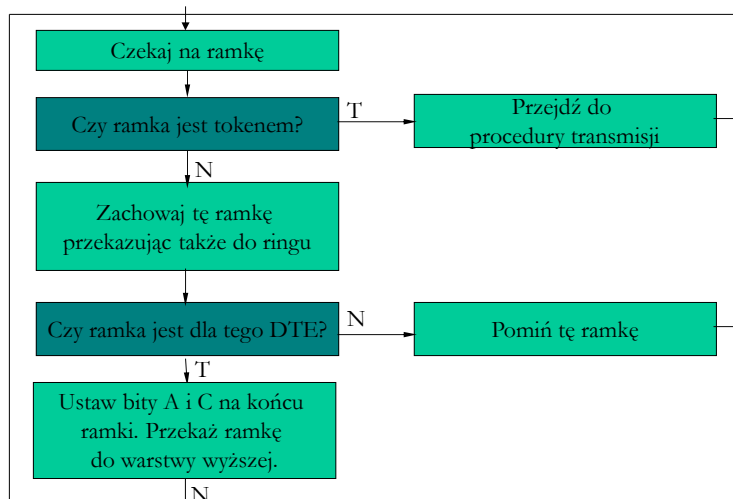 Czekaj na ramkę
Czy ramka jest tokenem?
T
Przejdź do
procedury transmisji
N
Zachowaj tę ramkę
przekazując także do ringu
Czy ramka jest dla tego DTE?
N
Pomiń tę ramkę
T
Ustaw bity A i C na końcu
ramki. Przekaż ramkę
do warstwy wyższej.
N